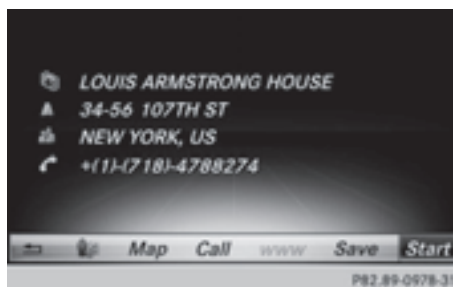 LOUIS ARMSTRONG HOUSE
34-56 107TH ST
NEW YORK, US
+(1)-(718)-4788274
Map Call www Save Start
P82.89-0978-31